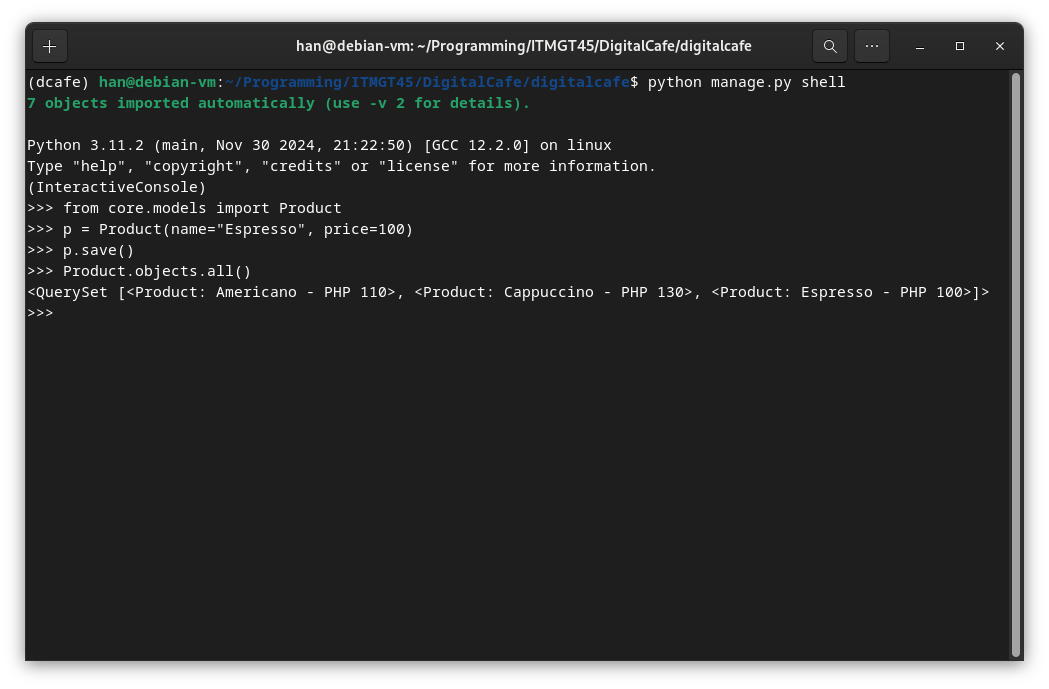 han@debian-vm: ~/Programming/ITMGT45/DigitalCafe/digitalcafe
(dcafe) han@debian-vm:~/Programming/ITMGT45/DigitalCafe/digitalcafe$ python manage.py shell
7 objects imported automatically (use -v 2 for details).
Python 3.11.2 (main, Nov 30 2024, 21:22:50) [GCC 12.2.0] on linux
Type "help", "copyright", "credits" or "license" for more information.
(InteractiveConsole)
>>> from core.models import Product
>>> p = Product(name="Espresso", price=100)
>>> p.save()
>>> Product.objects.all()
<QuerySet [<Product: Americano - PHP 110>, <Product: Cappuccino - PHP 130>, <Product: Espresso - PHP 100>]>
>>>